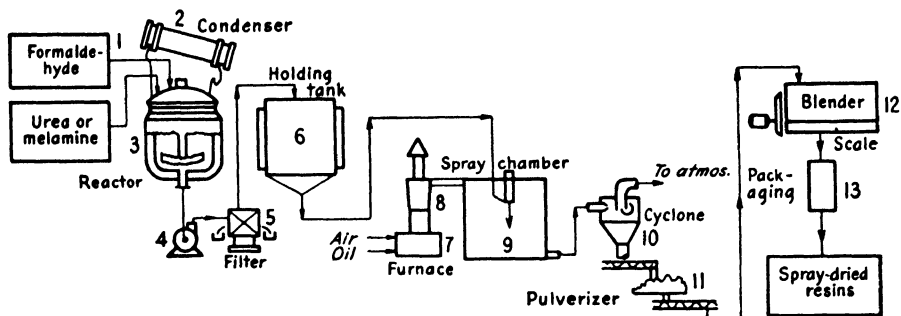 1
Formalde-
hyde
2
Condenser
Urea or
melamine
3
Reactor
4
5
Filter
Holding
tank
6
Air
Oil
7
Furnace
8
Spray chamber
9
To atmos.
Cyclone
10
11
Pulverizer
Blender
12
Scale
Pack-
aging
13
Spray-dried
resins